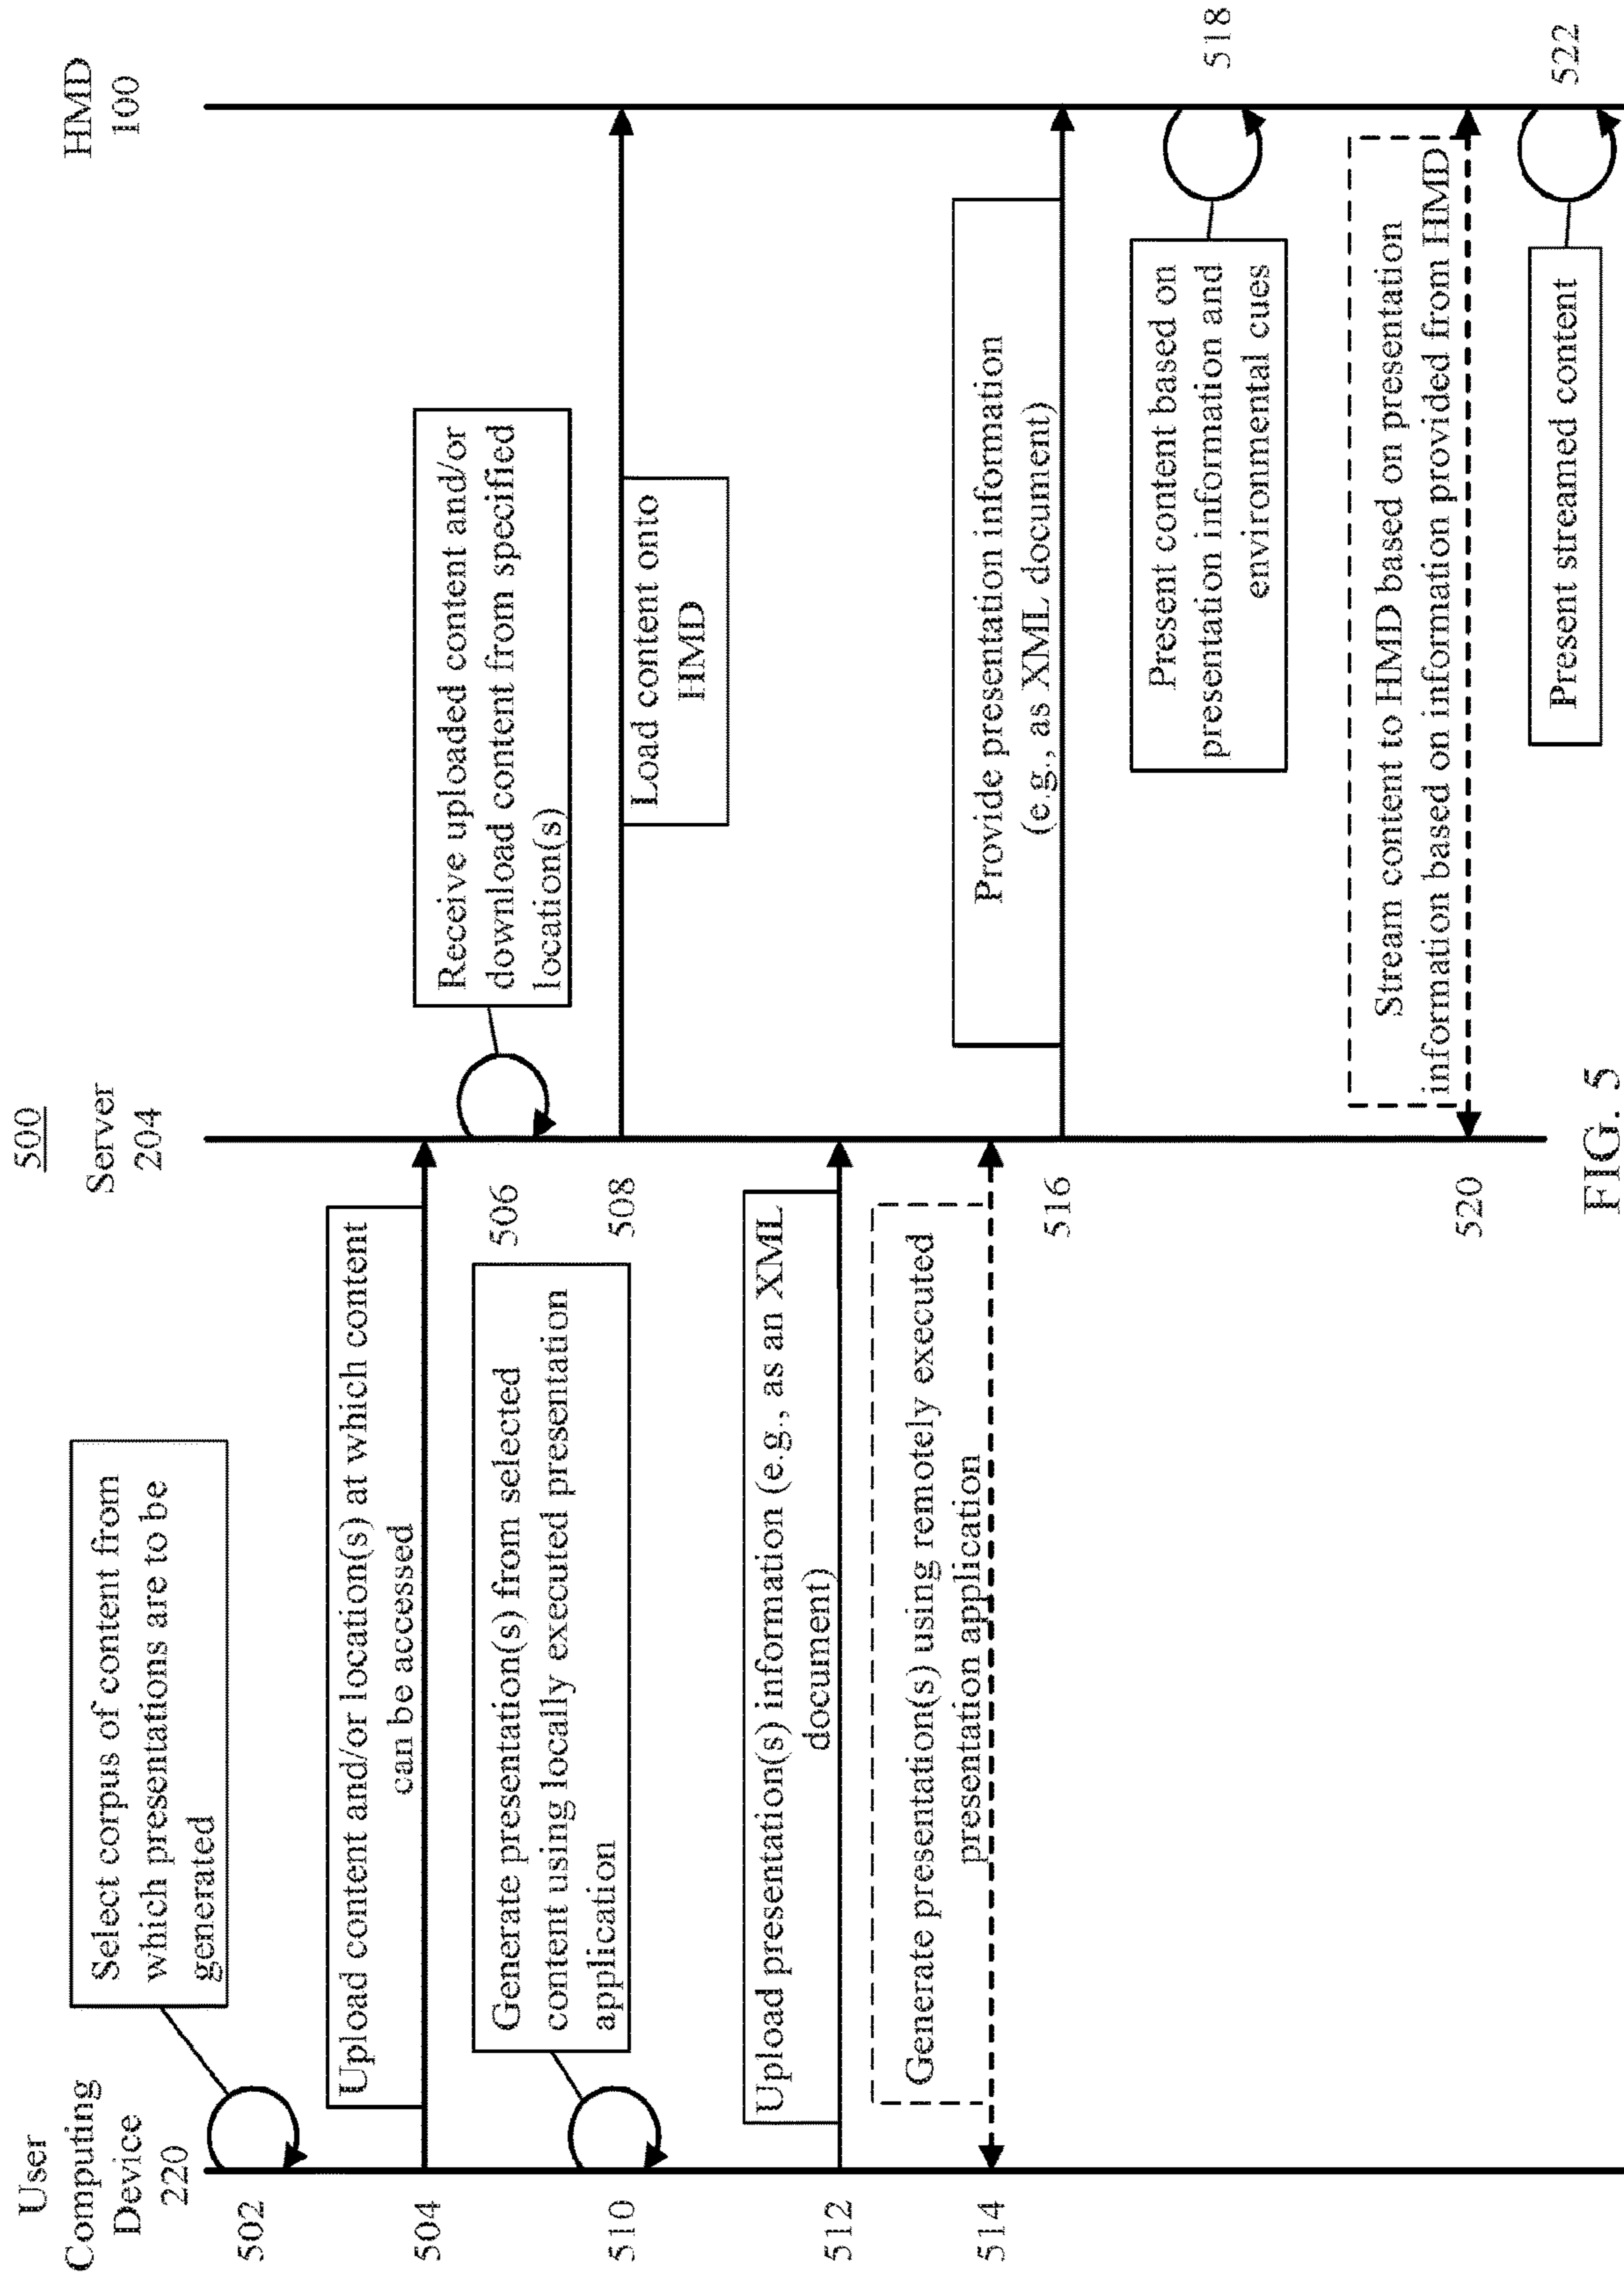 500
User
Computing
Device
220
Server
204
HMD
100
502
Select corpus of content from
which presentations are to be
generated
504
Upload content and/or locations(s) at which content
can be accessed
506
Receive uploaded content and/or
download content from specified
location(s)
508
Load content onto
HMD
510
Generate presentation(s) from selected
content using locally executed presentation
application
512
Upload presentation(s) information (e.g., as an XML
document)
514
Generate presentation(s) using remotely executed
presentation application
516
Provide presentation information
(e.g., as XML document)
518
Present content based on
presentation information and
environmental cues
520
Stream content to HMD based on presentation
information based on information provided from HMD
522
Present streamed content
FIG. 5